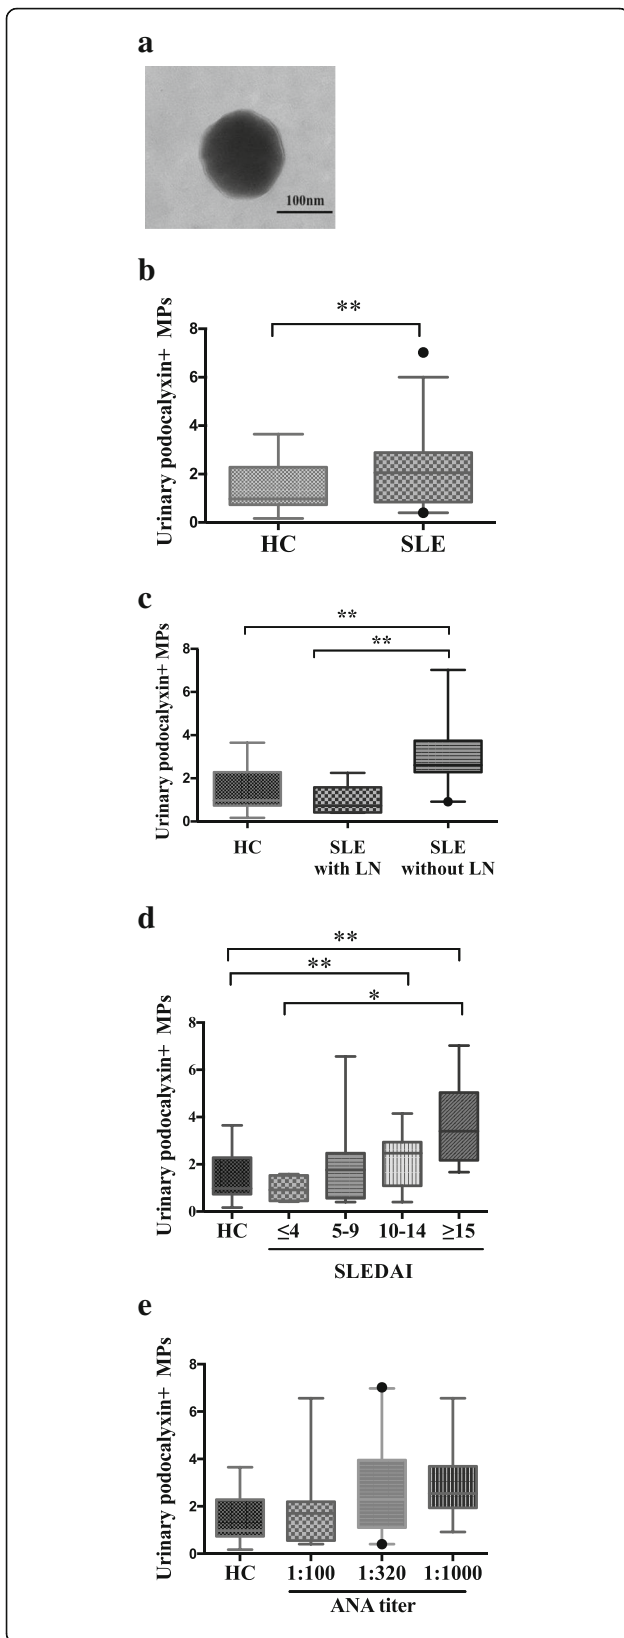 a
100nm
b
**
Urinary podocalyxin+ MPs
8
6
4
2
0
HC SLE
c
**
**
Urinary podocalyxin+ MPs
8
6
4
2
0
HC SLE SLE
with LN without LN
d
**
**
*
Urinary podocalyxin+ MPs
8
6
4
2
0
HC ≤4 5-9 10-14 ≥15
SLEDAI
e
Urinary podocalyxin+ MPs
8
6
4
2
0
HC 1:100 1:320 1:1000
ANA titer